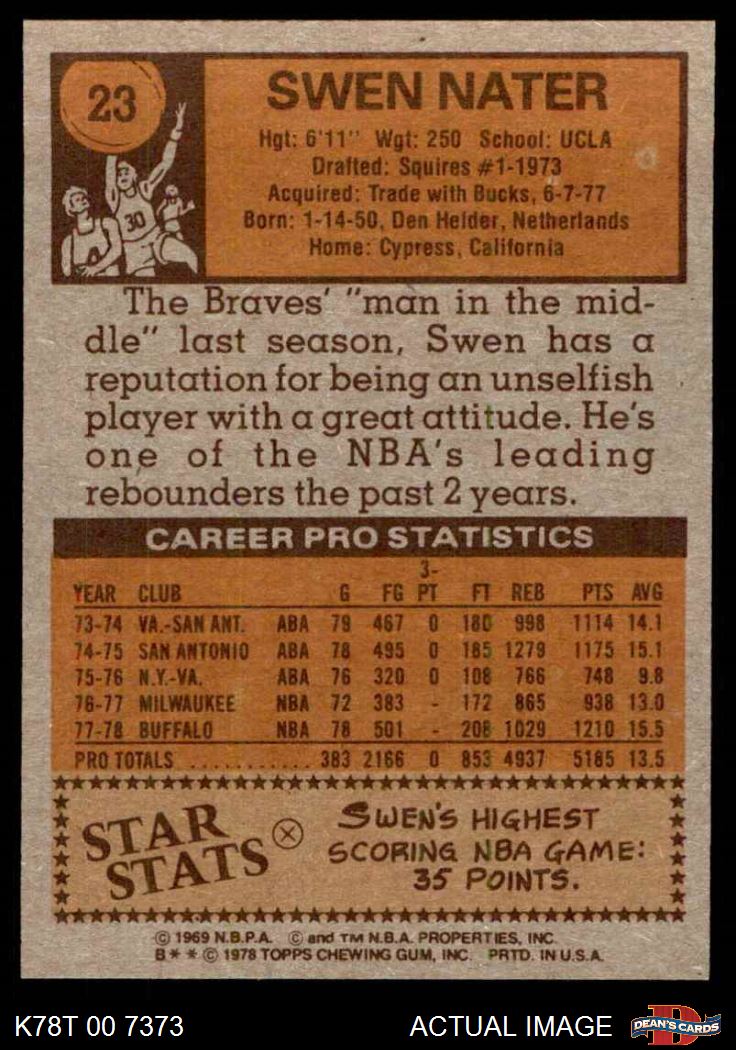 23
SWEN NATER
Hgt: 6'11" Wgt: 250 School: UCLA
Drafted: Squires #1-1973
Acquired: Trade with Bucks, 6-7-77
Born: 1-14-50, Den Helder, Netherlands
Home: Cypress, California
30
The Braves' "man in the mid-
dle" last season, Swen has a
reputation for being an unselfish
player with a great attitude. He's
one of the NBA's leading
rebounders the past 2 years.
CAREER PRO STATISTICS
YEAR CLUB G FG 3-PT FT REB PTS AVG
73-74 VA.-SAN ANT. ABA 79 467 0 180 998 1114 14.1
74-75 SAN ANTONIO ABA 78 495 0 185 1279 1175 15.1
75-76 N.Y.-VA. ABA 76 320 0 108 766 748 9.8
76-77 MILWAUKEE NBA 72 383 - 172 865 938 13.0
77-78 BUFFALO NBA 78 501 - 208 1029 1210 15.5
PRO TOTALS ........... 383 2166 0 853 4937 5185 13.5
STAR STATS
SWEN'S HIGHEST
SCORING NBA GAME:
35 POINTS.
© 1969 N.B.P.A. © and TM N.B.A. PROPERTIES, INC.
B* * © 1978 TOPPS CHEWING GUM, INC. PRTD. IN U.S.A.
K78T 00 7373 ACTUAL IMAGE DEAN'S CARDS